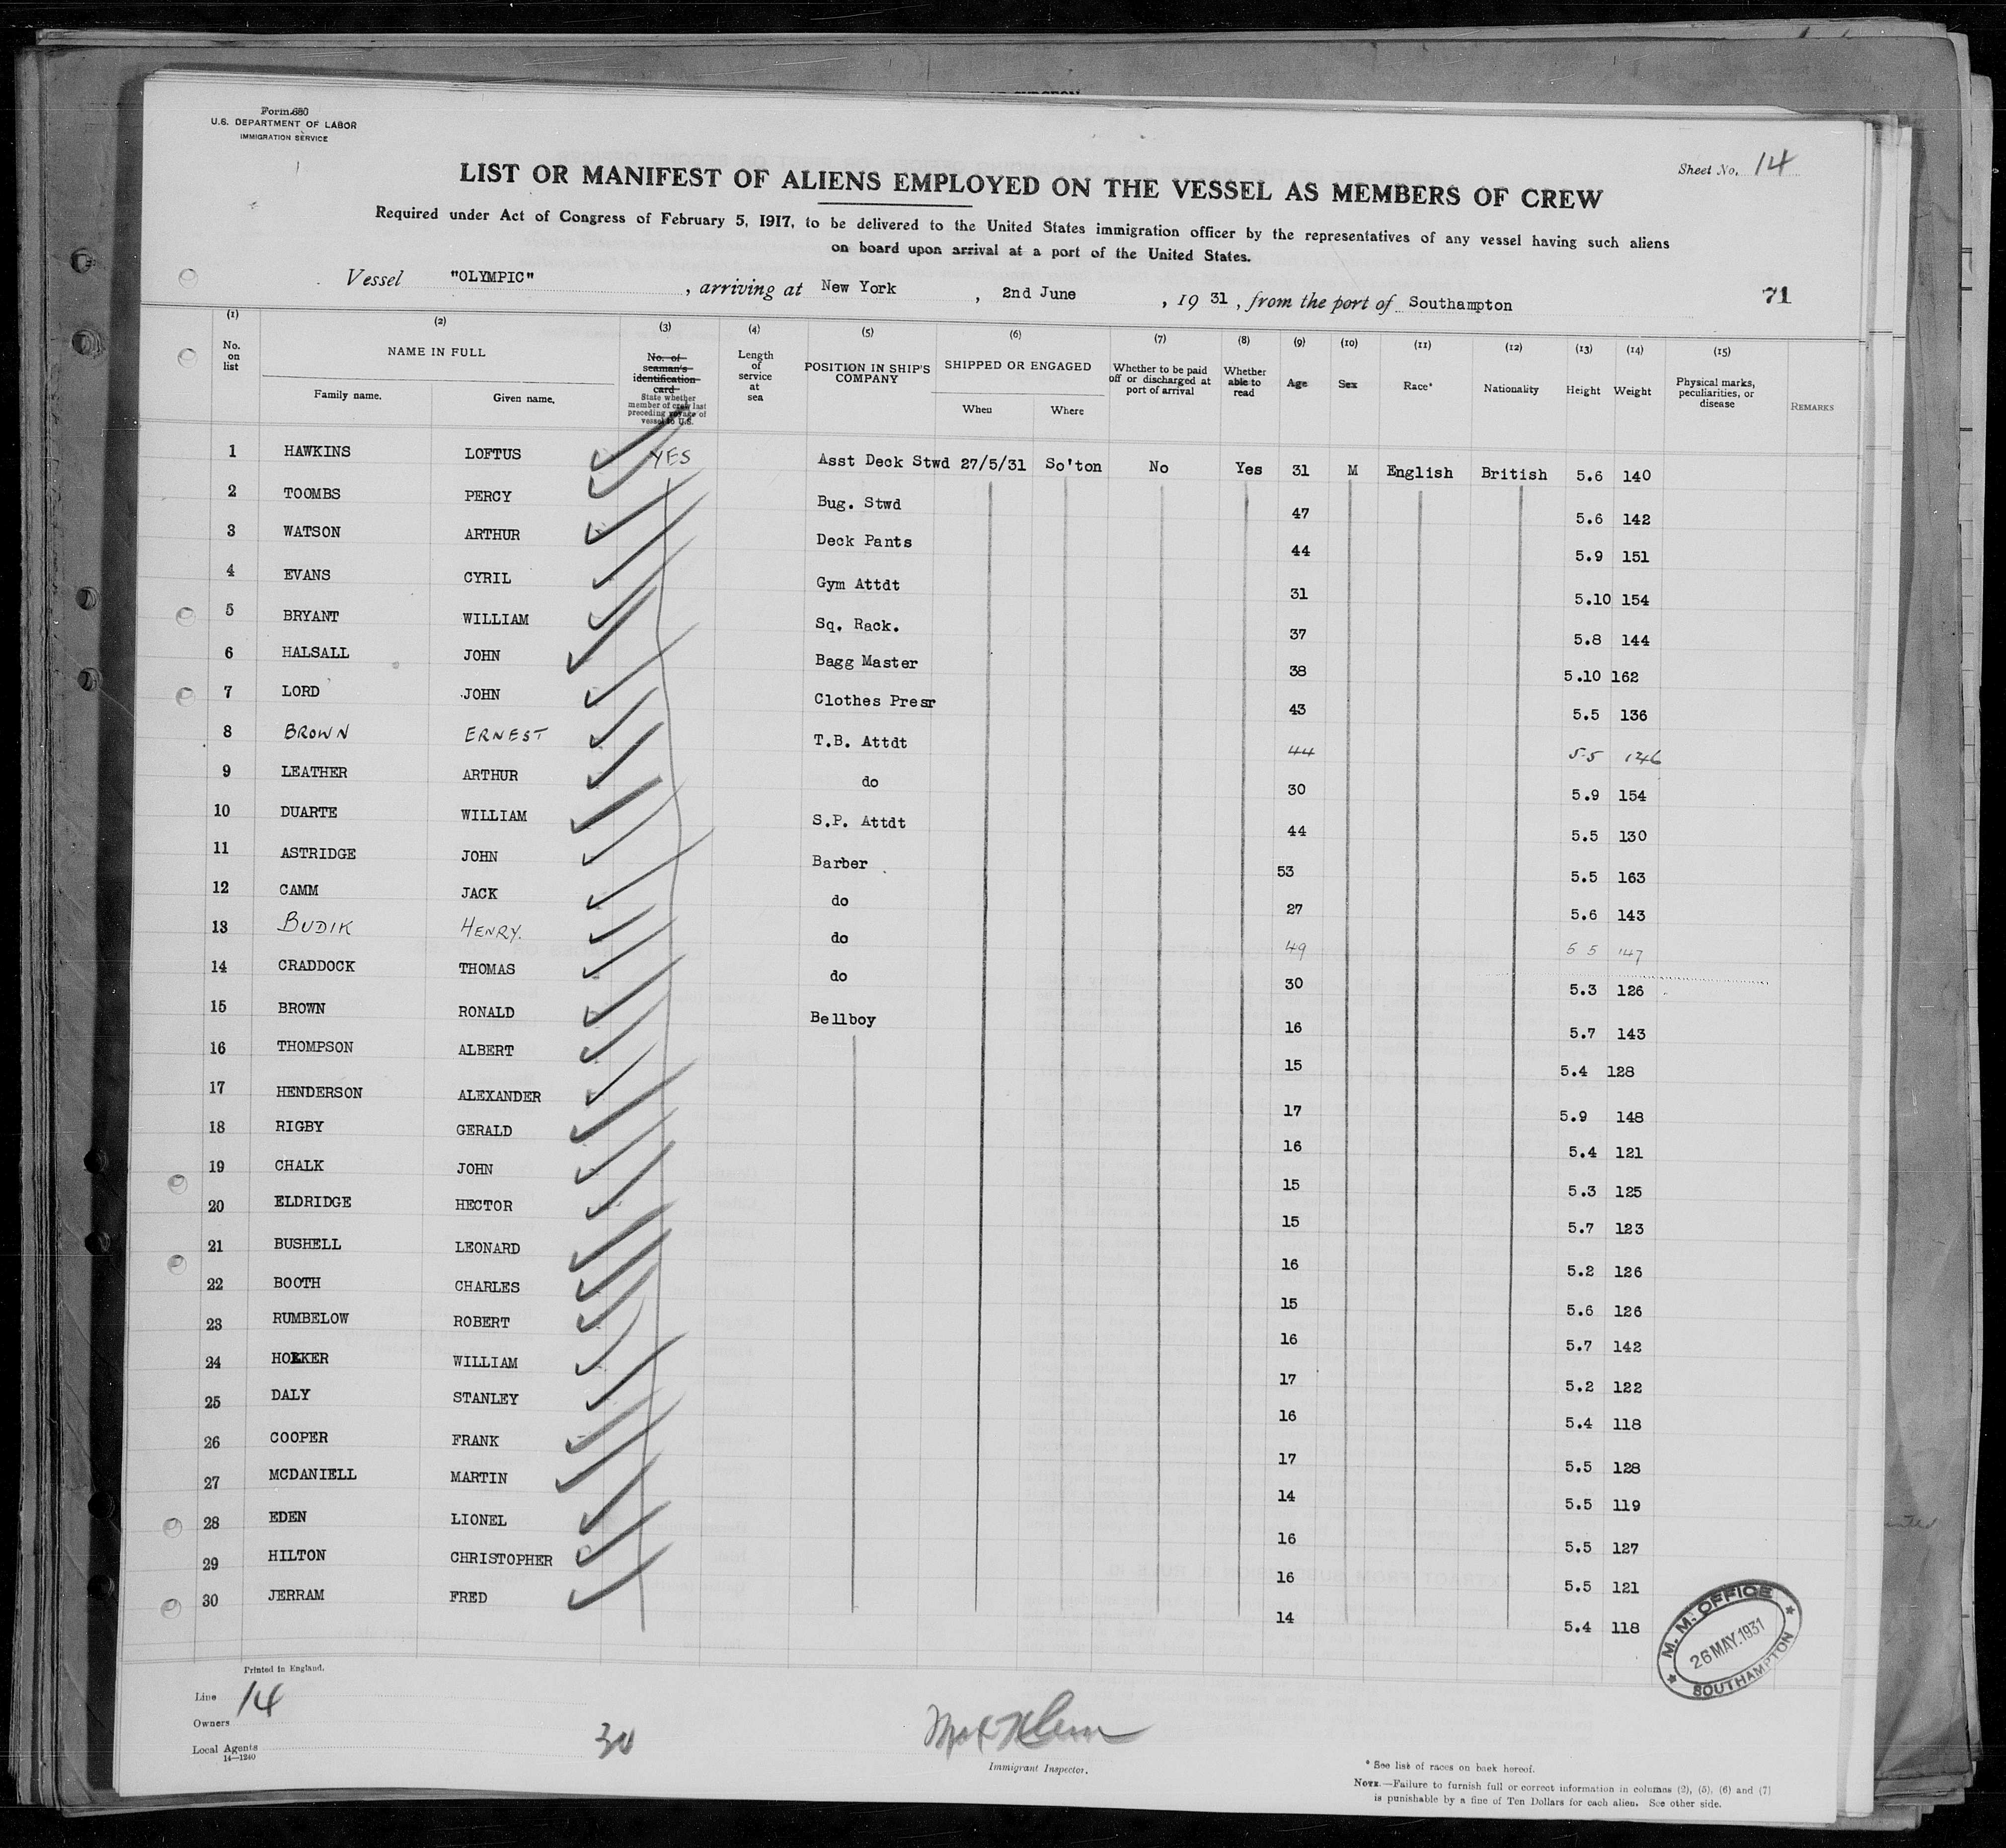 Form 680
U.S. DEPARTMENT OF LABOR
IMMIGRATION SERVICE
Sheet No. 14
LIST OR MANIFEST OF ALIENS EMPLOYED ON THE VESSEL AS MEMBERS OF CREW
Required under Act of Congress of February 5, 1917, to be delivered to the United States immigration officer by the representatives of any vessel having such aliens
on board upon arrival at a port of the United States.
Vessel "OLYMPIC", arriving at New York, 2nd June, 19 31, from the port of Southampton 71
(1) (2) (3) (4) (5) (6) (7) (8) (9) (10) (11) (12) (13) (14) (15)
No. on list NAME IN FULL Family name. Given name. No. of seaman's identification card State whether member of crew last preceding voyage of vessel to U.S. Length of service at sea POSITION IN SHIP'S COMPANY SHIPPED OR ENGAGED When Where Whether to be paid off or discharged at port of arrival Whether able to read Age Sex Race* Nationality Height Weight Physical marks, peculiarities, or disease REMARKS
1 HAWKINS LOFTUS YES Asst Deck Stwd 27/5/31 So'ton No Yes 31 M English British 5.6 140
2 TOOMBS PERCY Bug. Stwd 47 5.6 142
3 WATSON ARTHUR Deck Pants 44 5.9 151
4 EVANS CYRIL Gym Attdt 31 5.10 154
5 BRYANT WILLIAM Sq. Rack. 37 5.8 144
6 HALSALL JOHN Bagg Master 38 5.10 162
7 LORD JOHN Clothes Presr 43 5.5 136
8 BROWN ERNEST T.B. Attdt 44 5.5 146
9 LEATHER ARTHUR do 30 5.9 154
10 DUARTE WILLIAM S.P. Attdt 44 5.5 130
11 ASTRIDGE JOHN Barber 53 5.5 163
12 CAMM JACK do 27 5.6 143
13 BUDIK HENRY. do 49 5 5 147
14 CRADDOCK THOMAS do 30 5.3 126
15 BROWN RONALD Bellboy 16 5.7 143
16 THOMPSON ALBERT 15 5.4 128
17 HENDERSON ALEXANDER 17 5.9 148
18 RIGBY GERALD 16 5.4 121
19 CHALK JOHN 15 5.3 125
20 ELDRIDGE HECTOR 15 5.7 123
21 BUSHELL LEONARD 16 5.2 126
22 BOOTH CHARLES 15 5.6 126
23 RUMBELOW ROBERT 16 5.7 142
24 WILLIAM 17 5.2 122
25 DALY STANLEY 16 5.4 118
26 COOPER FRANK 17 5.5 128
27 MCDANIELL MARTIN 14 5.5 119
28 EDEN LIONEL 16 5.5 127
29 HILTON CHRISTOPHER 16 5.5 121
30 JERRAM FRED 14 5.4 118
M. M. OFFICE
26 MAY. 1931
SOUTHAMPTON
Printed in England.
Line 14
Owners
Local Agents
14—1240
30
Immigrant Inspector.
* See list of races on back hereof.
NOTE.—Failure to furnish full or correct information in columns (2), (5), (6) and (7)
is punishable by a fine of Ten Dollars for each alien. See other side.